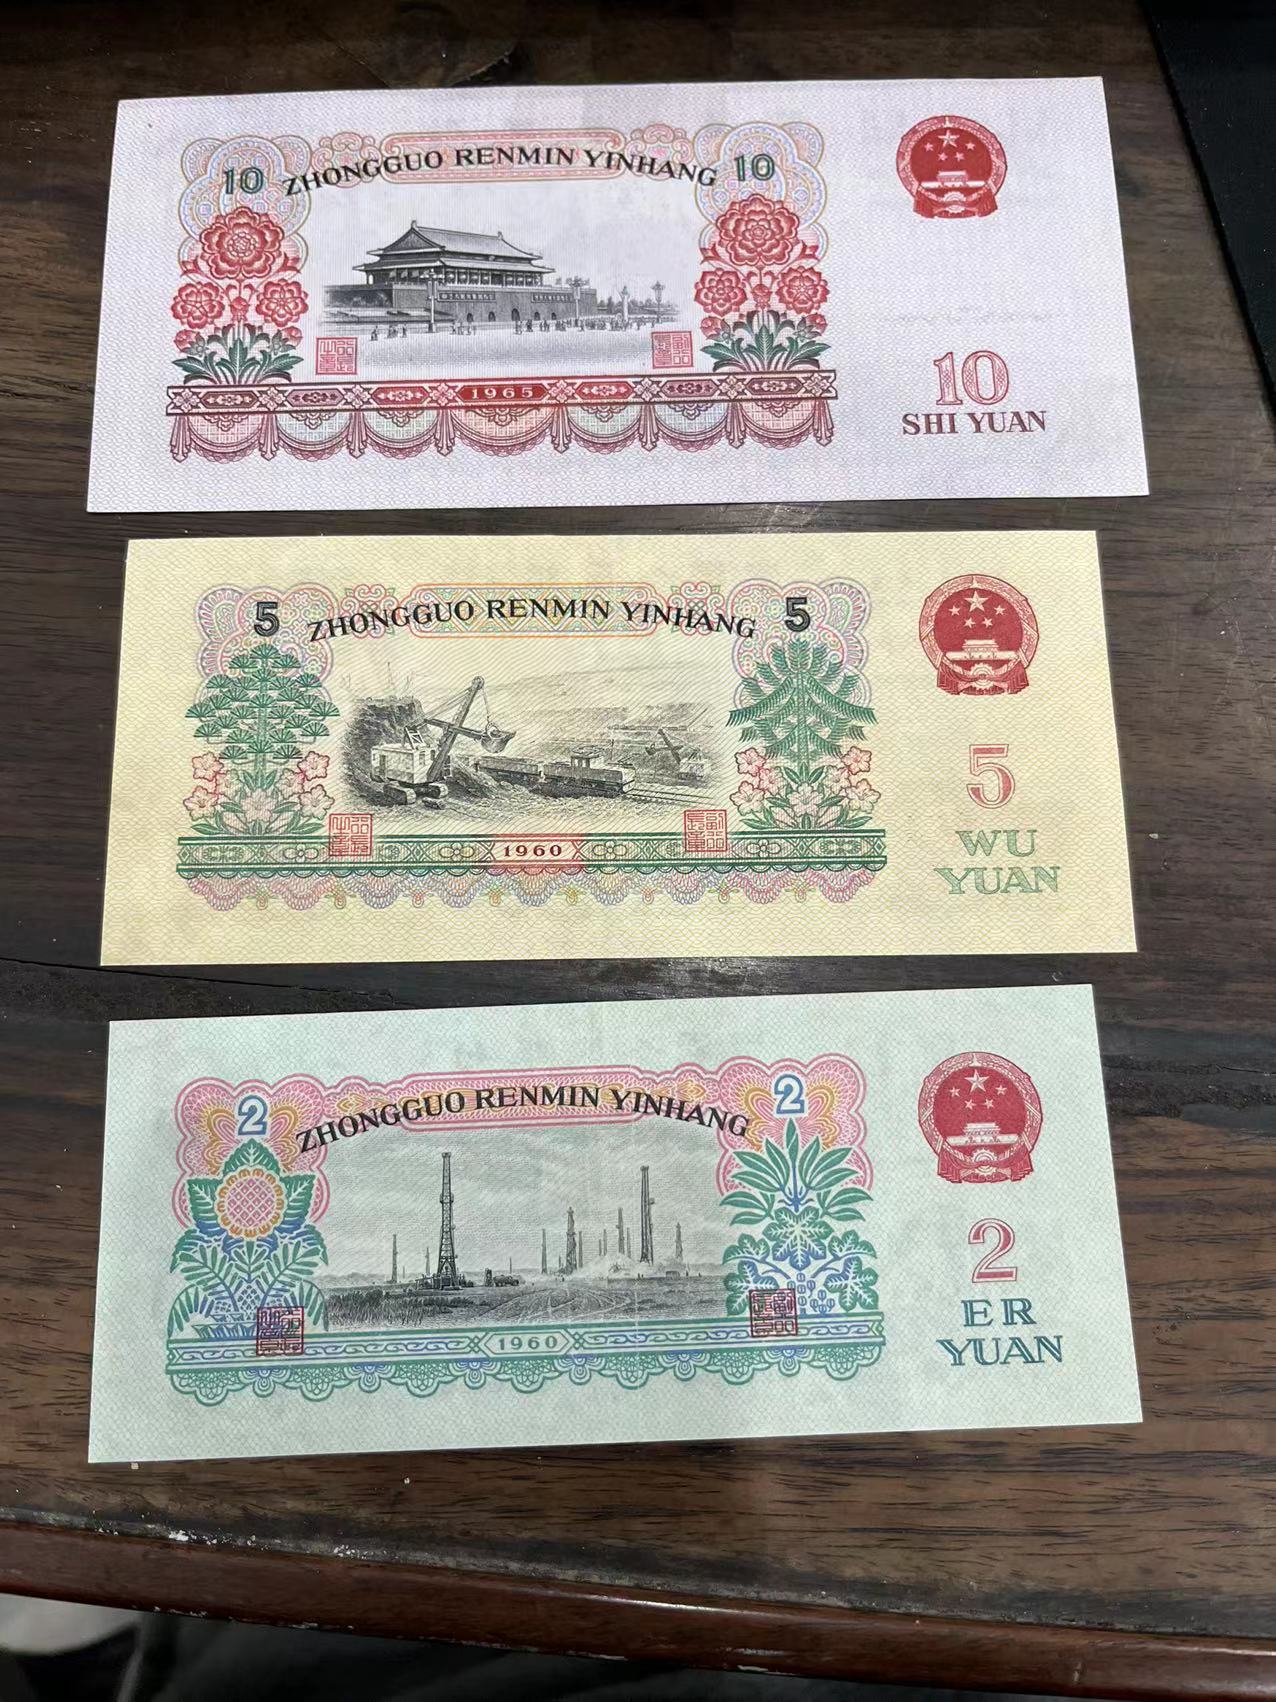 10 ZHONGGUO RENMIN YINHANG 10
1965
10
SHI YUAN
5 ZHONGGUO RENMIN YINHANG 5
1960
5
WU
YUAN
2 ZHONGGUO RENMIN YINHANG 2
1960
2
ER
YUAN